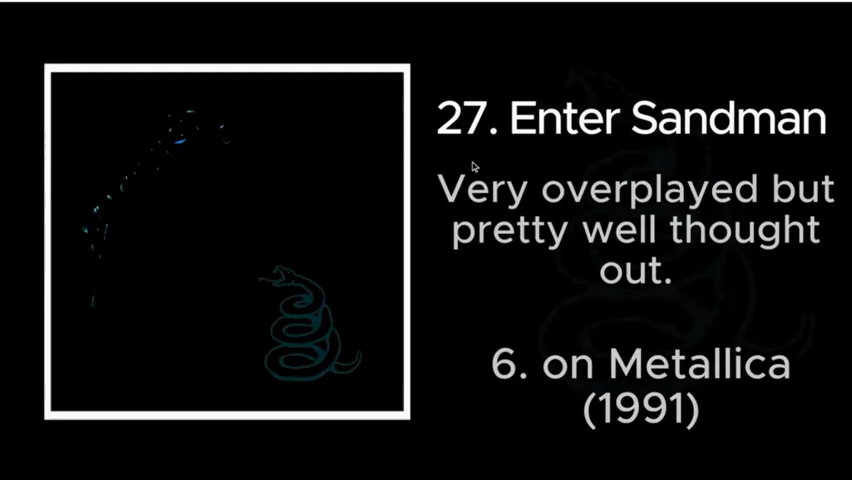 27. Enter Sandman
Very overplayed but
pretty well thought
out.
6. on Metallica
(1991)